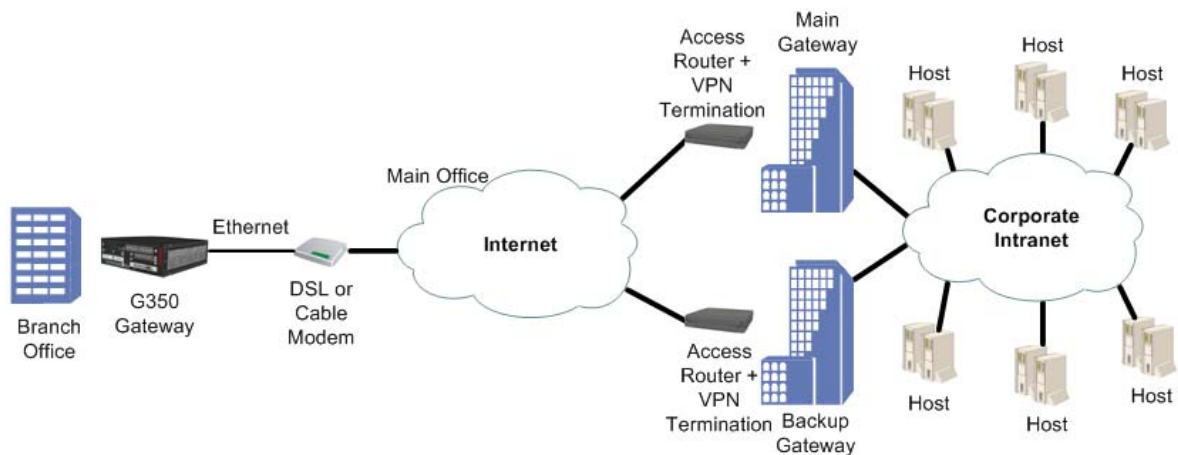 Branch
Office
G350
Gateway
Ethernet
DSL or
Cable
Modem
Main Office
Internet
Access
Router +
VPN
Termination
Main
Gateway
Access
Router +
VPN
Termination
Backup
Gateway
Host
Host
Host
Corporate
Intranet
Host
Host
Host